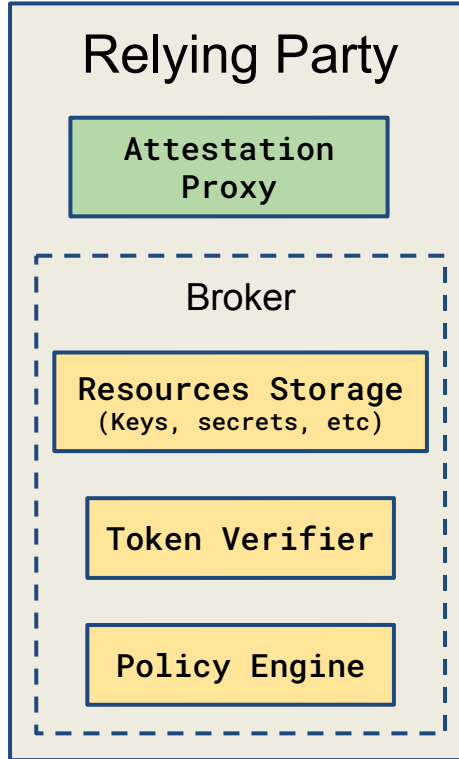 Relying Party
Attestation
Proxy
Broker
Resources Storage
(Keys, secrets, etc)
Token Verifier
Policy Engine